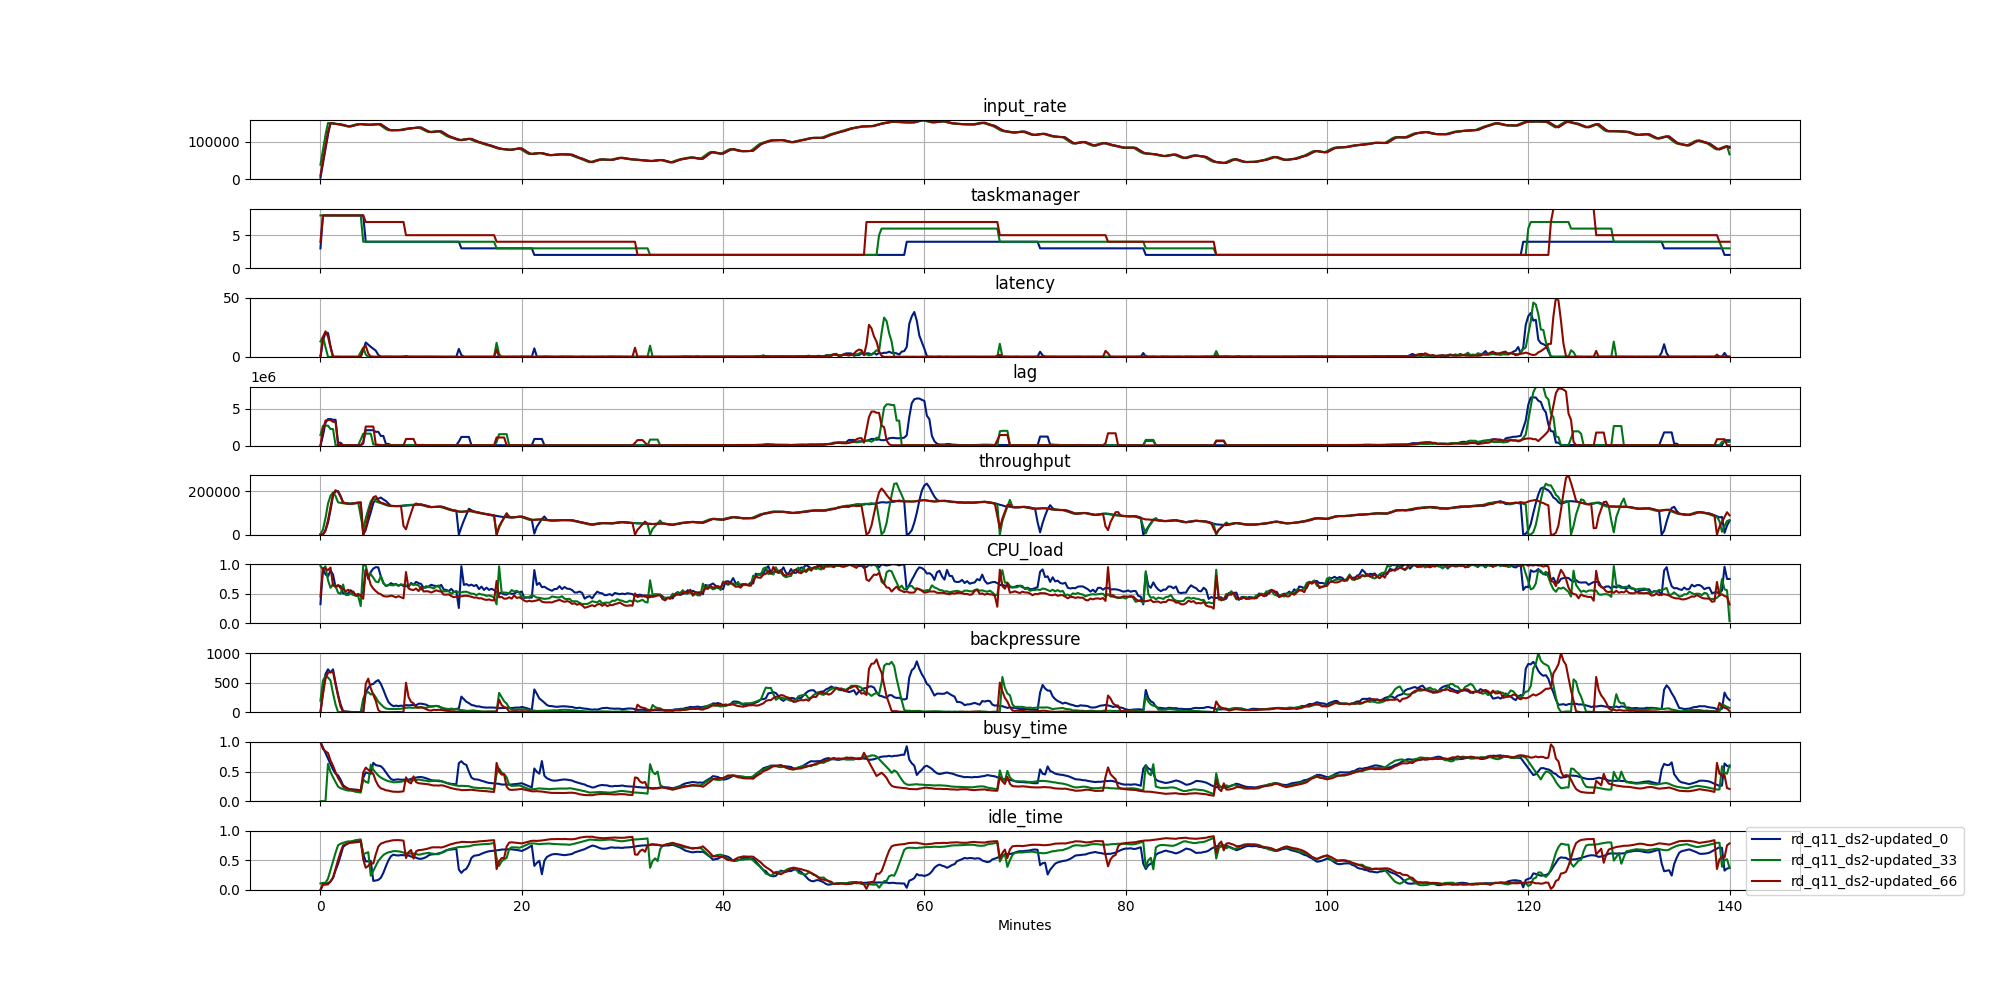 input_rate
100000
0
taskmanager
5
0
latency
50
0
lag
1e6
5
0
throughput
200000
0
CPU_load
1.0
0.5
0.0
backpressure
1000
500
0
busy_time
1.0
0.5
0.0
idle_time
1.0
0.5
0.0
rd_q11_ds2-updated_0
rd_q11_ds2-updated_33
rd_q11_ds2-updated_66
0 20 40 60 80 100 120 140
Minutes